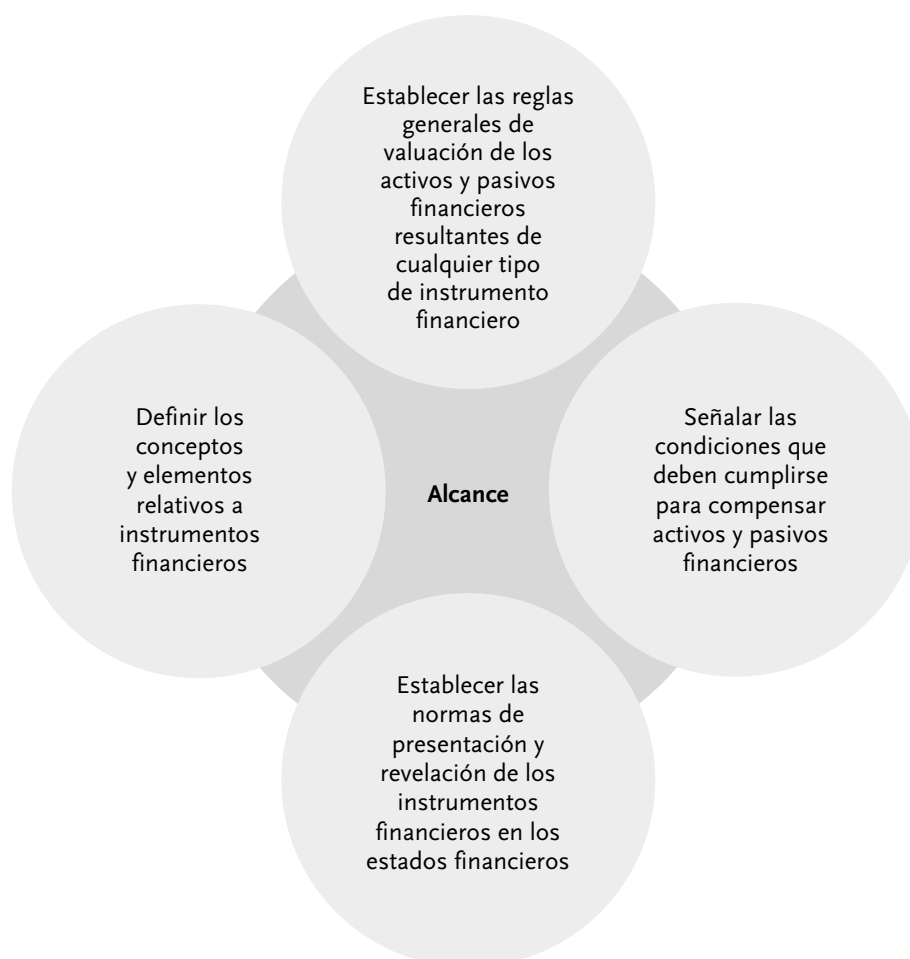 Establecer las reglas
generales de
valuación de los
activos y pasivos
financieros
resultantes de
cualquier tipo
de instrumento
financiero
Definir los
conceptos
y elementos
relativos a
instrumentos
financieros
Alcance
Señalar las
condiciones que
deben cumplirse
para compensar
activos y pasivos
financieros
Establecer las
normas de
presentación y
revelación de los
instrumentos
financieros en los
estados financieros